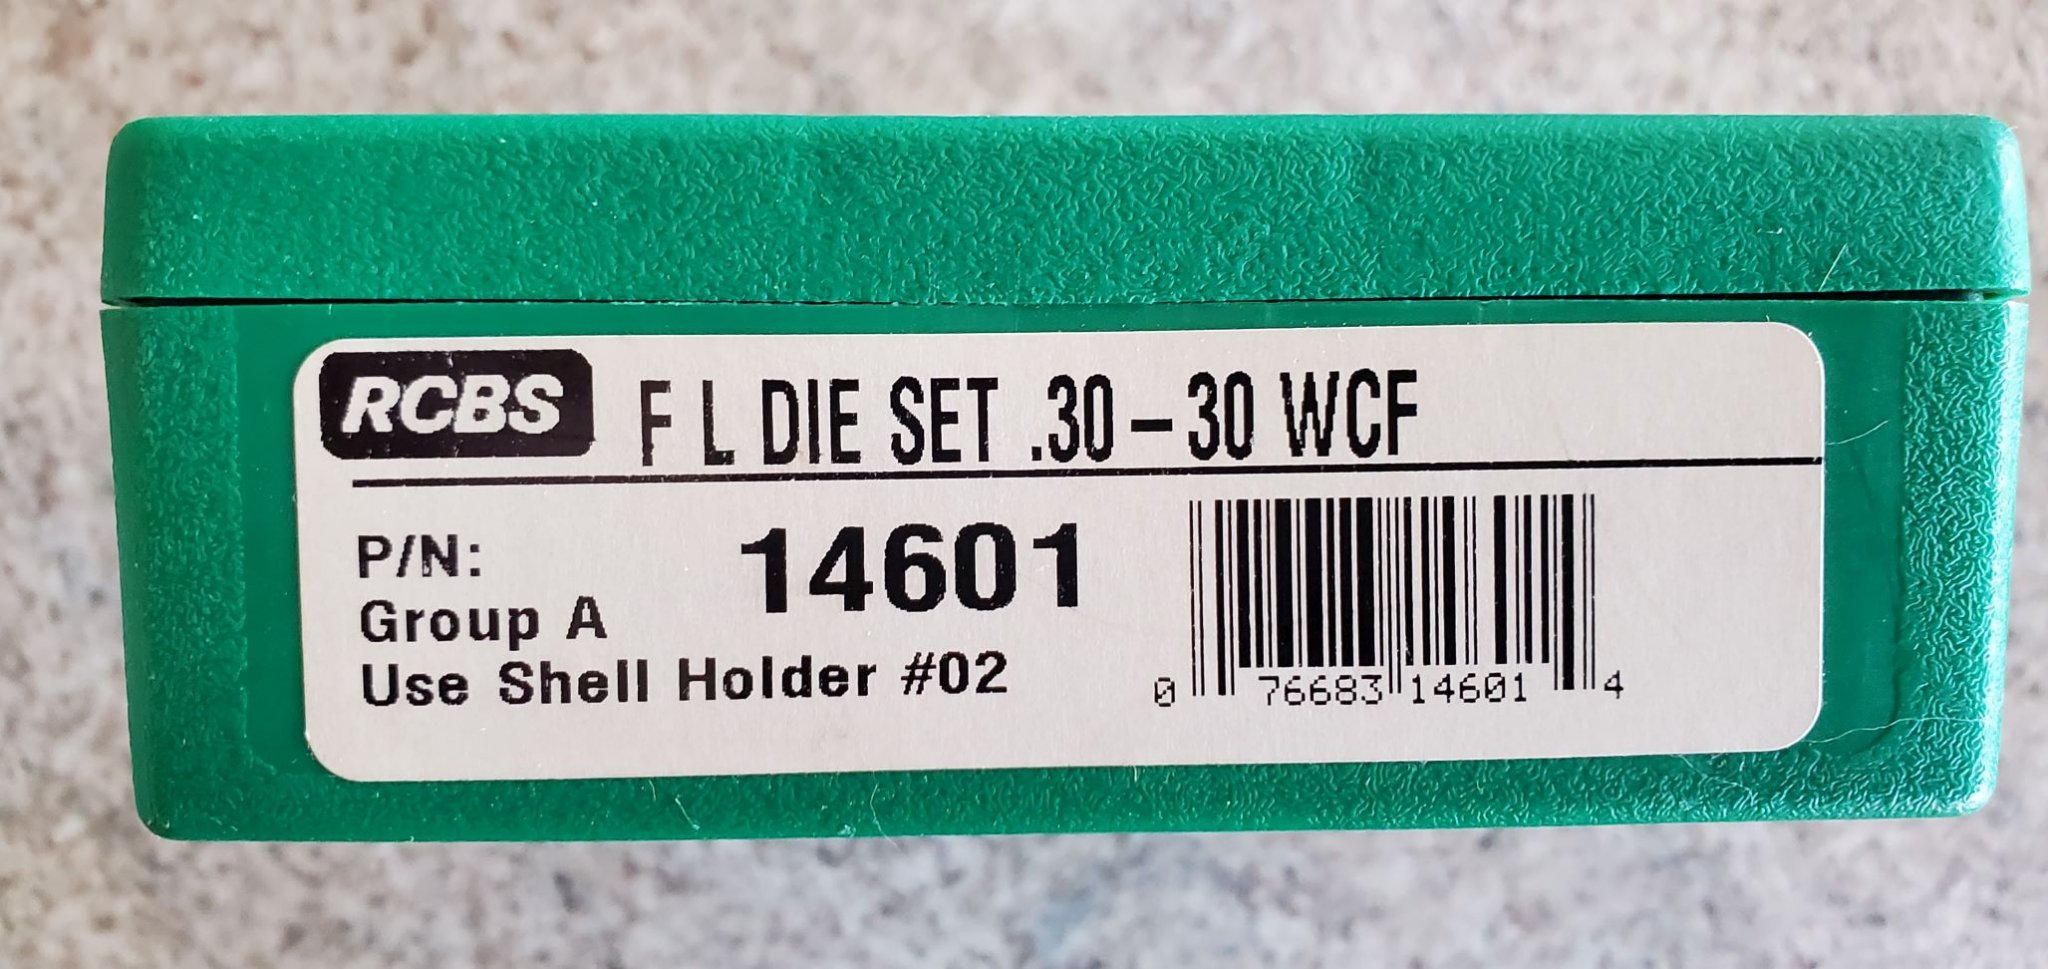 RCBS F L DIE SET .30-30 WCF
P/N: 14601
Group A
Use Shell Holder #02
0 76683 14601 4